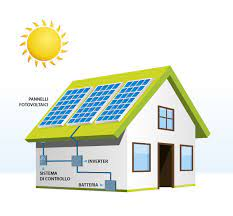 PANNELLI
FOTOVOLTAICI
INVERTER
SISTEMA
DI CONTROLLO
BATTERIA